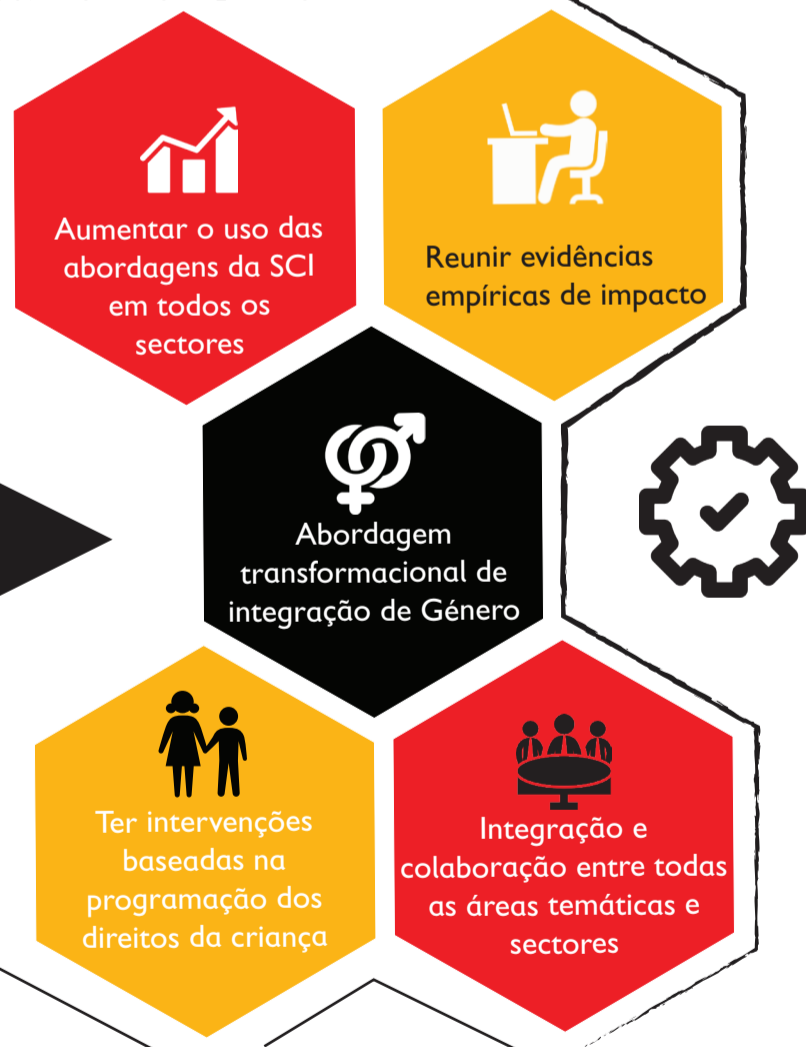 Aumentar o uso das
abordagens da SCI
em todos os
sectores
Reunir evidências
empíricas de impacto
Abordagem
transformacional de
integração de Género
Ter intervenções
baseadas na
programação dos
direitos da criança
Integração e
colaboração entre todas
as áreas temáticas e
sectores